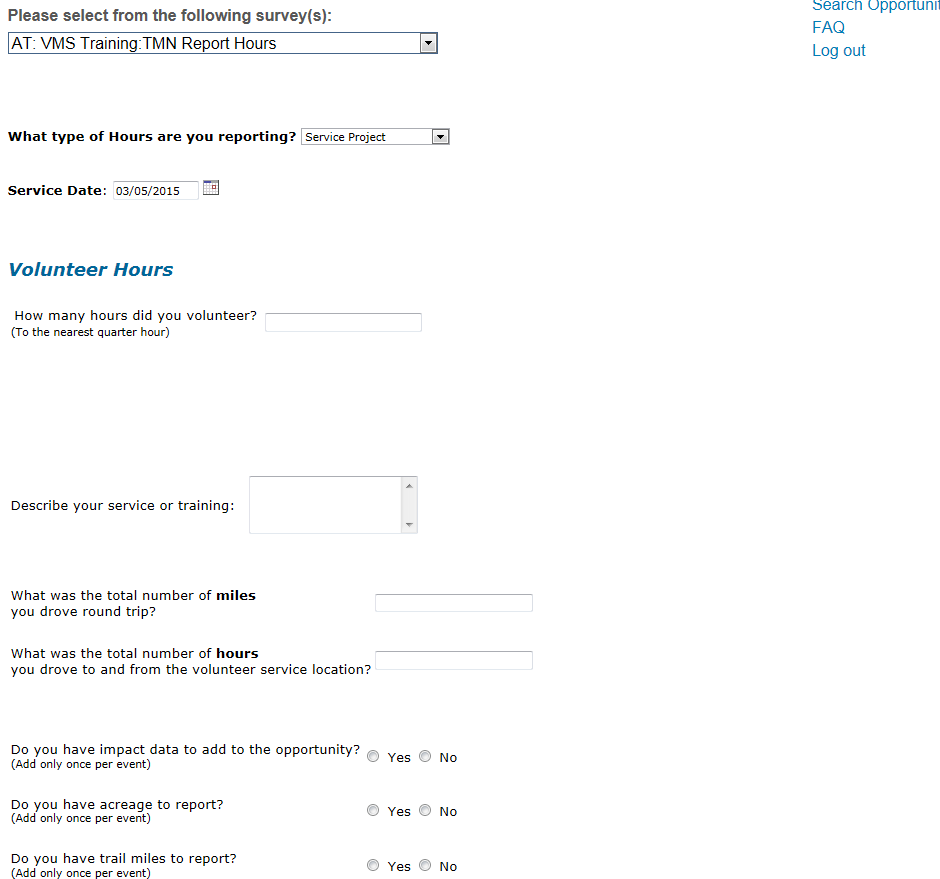 Please select from the following survey(s):
Search Opportunit
FAQ
Log out
AT: VMS Training:TMN Report Hours
What type of Hours are you reporting? Service Project
Service Date: 03/05/2015
Volunteer Hours
How many hours did you volunteer?
(To the nearest quarter hour)
Describe your service or training:
What was the total number of miles
you drove round trip?
What was the total number of hours
you drove to and from the volunteer service location?
Do you have impact data to add to the opportunity?
(Add only once per event)
Yes No
Do you have acreage to report?
(Add only once per event)
Yes No
Do you have trail miles to report?
(Add only once per event)
Yes No